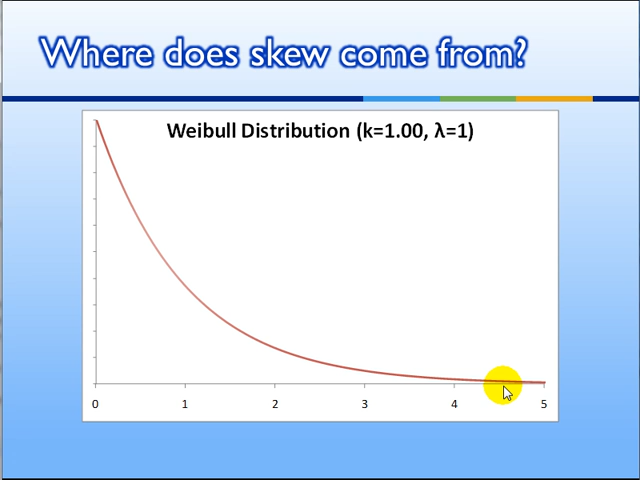 Where does skew come from?
Weibull Distribution (k=1.00, λ=1)
0 1 2 3 4 5